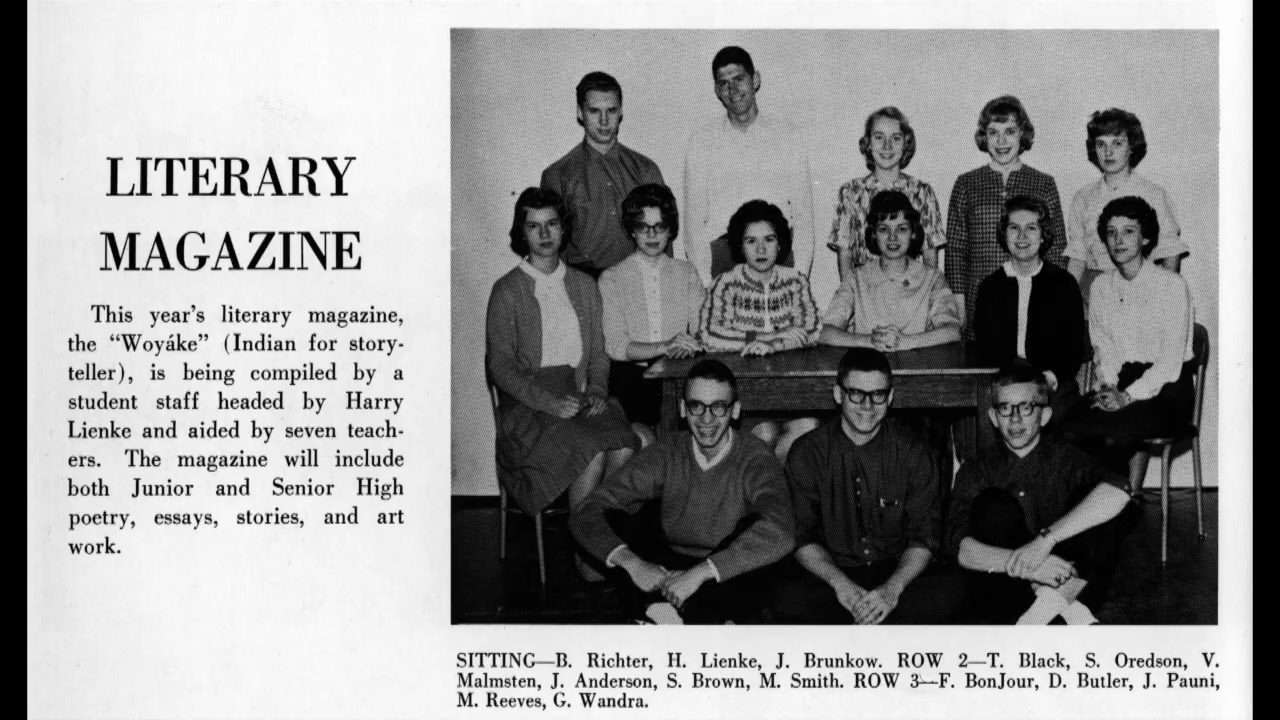 LITERARY
MAGAZINE
This year's literary magazine,
the "Woyáke" (Indian for story-
teller), is being compiled by a
student staff headed by Harry
Lienke and aided by seven teach-
ers. The magazine will include
both Junior and Senior High
poetry, essays, stories, and art
work.
SITTING—B. Richter, H. Lienke, J. Brunkow. ROW 2—T. Black, S. Oredson, V.
Malmsten, J. Anderson, S. Brown, M. Smith. ROW 3—F. BonJour, D. Butler, J. Pauni,
M. Reeves, G. Wandra.